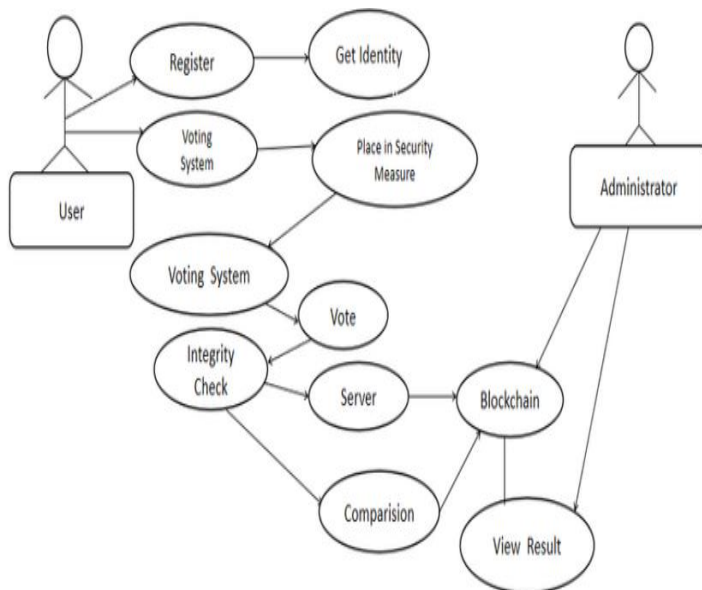 Register
Get Identity
Voting
System
Place in Security
Measure
User
Administrator
Voting System
Vote
Integrity
Check
Server
Blockchain
Comparision
View Result